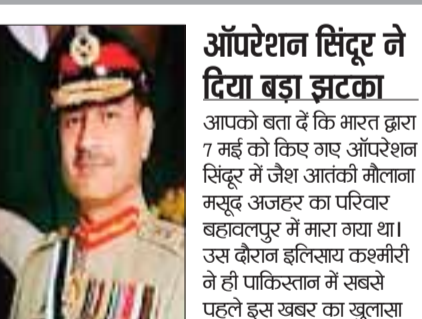 ऑपरेशन सिंदूर ने
दिया बड़ा झटका
आपको बता दें कि भारत द्वारा
7 मई को किए गए ऑपरेशन
सिंदूर में जैश आतंकी मौलाना
मसूद अजहर का परिवार
बहावलपुर में मारा गया था।
उस दौरान इलिसाय कश्मीरी
ने ही पाकिस्तान में सबसे
पहले इस खबर का खुलासा